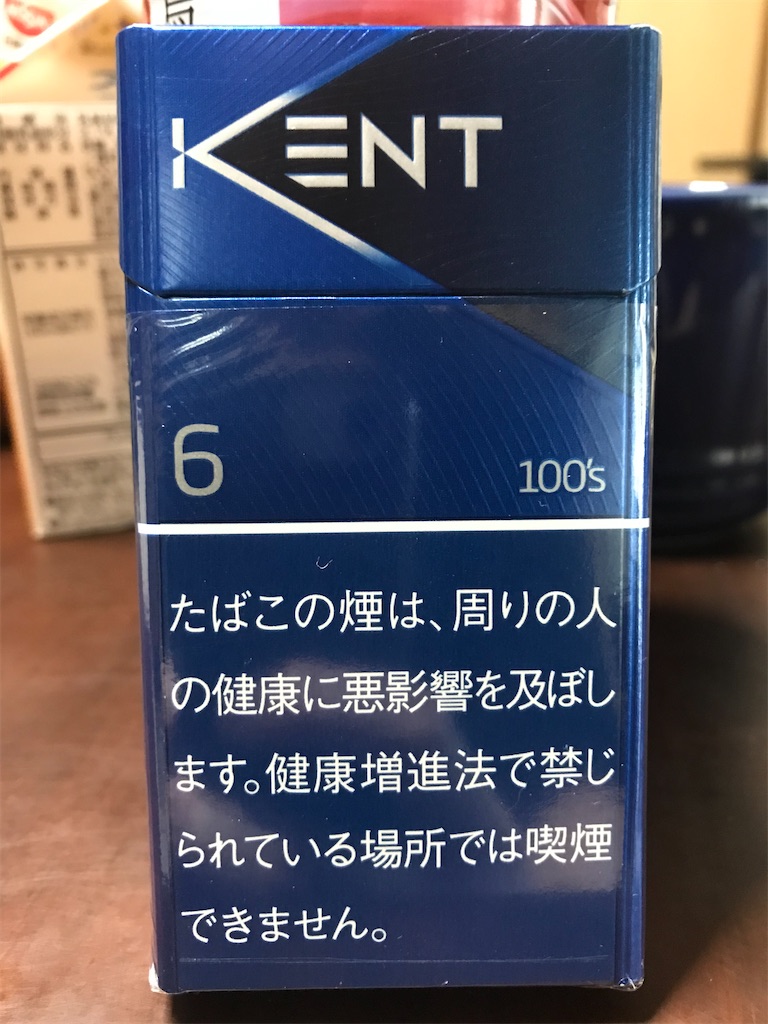 KENT
6
100's
たばこの煙は、周りの人
の健康に悪影響を及ぼし
ます。健康増進法で禁じ
られている場所では喫煙
できません。